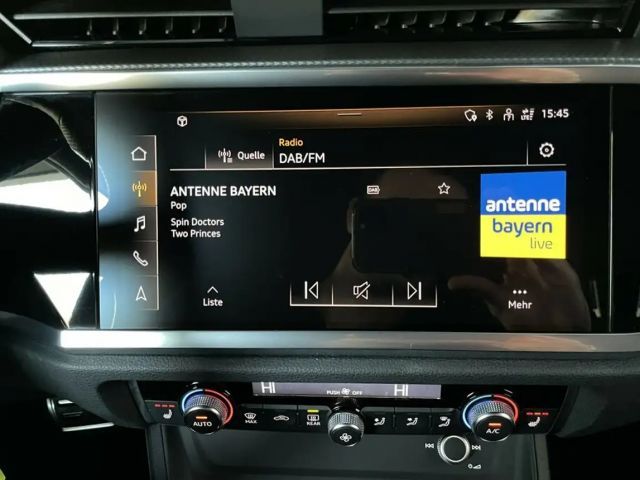 LTE 15:45
Radio
Quelle DAB/FM
ANTENNE BAYERN DAB
Pop
Spin Doctors
Two Princes
antenne
bayern
live
Liste
Mehr
HI PUSH OFF HI
AUTO MAX REAR A/C